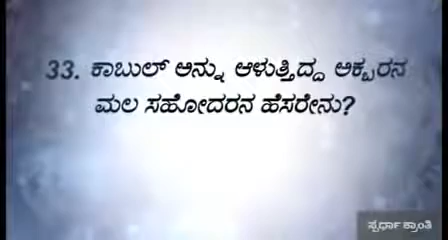 33. ಕಾಬುಲ್ ಅನ್ನು ಆಳುತ್ತಿದ್ದ ಅಕ್ಬರನ
ಮಲ ಸಹೋದರನ ಹೆಸರೇನು?
ಸ್ಪರ್ಧಾ ಕ್ರಾಂತಿ